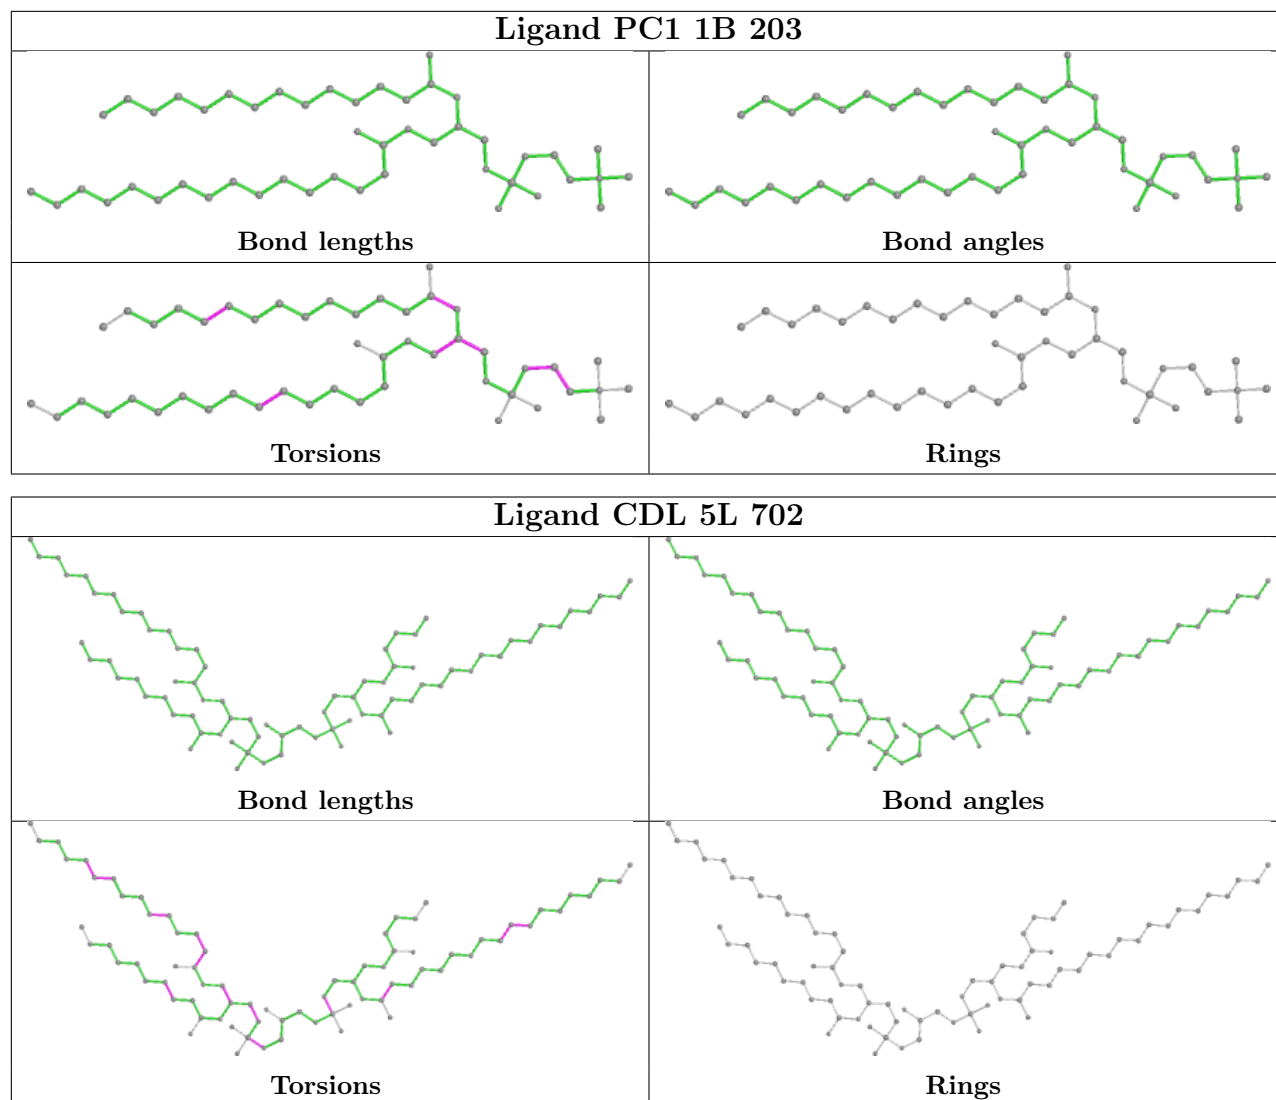 Ligand PC1 1B 203
Bond lengths
Bond angles
Torsions
Rings
Ligand CDL 5L 702
Bond lengths
Bond angles
Torsions
Rings